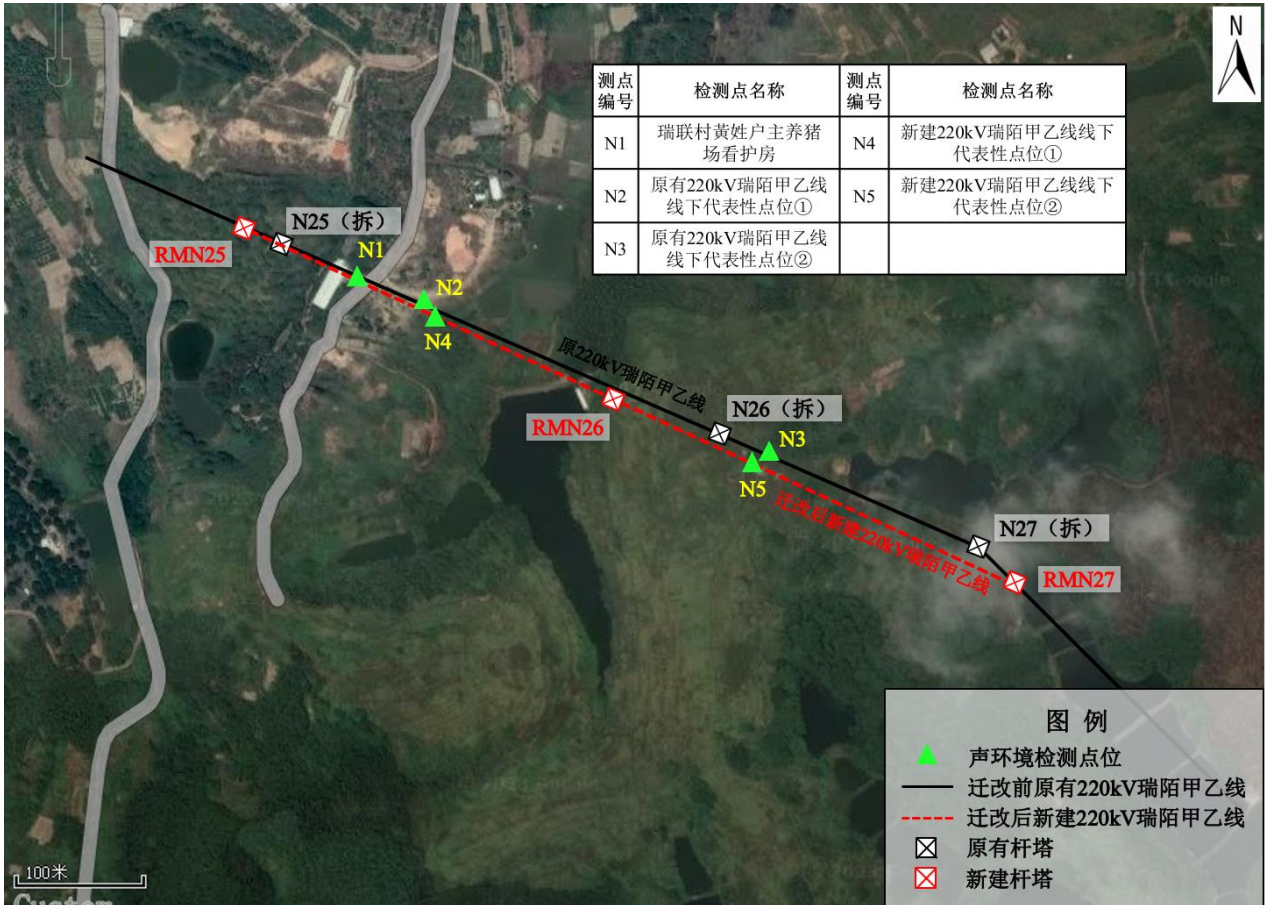 N
测点
编号
检测点名称
测点
编号
检测点名称
N1
瑞联村黄姓户主养猪
场看护房
N4
新建220kV瑞陌甲乙线线下
代表性点位①
N2
原有220kV瑞陌甲乙线
线下代表性点位①
N5
新建220kV瑞陌甲乙线线下
代表性点位②
N3
原有220kV瑞陌甲乙线
线下代表性点位②
N25（拆）
RMN25
N1
N2
N4
原220kV瑞陌甲乙线
RMN26
N26（拆）
N3
N5
迁改后新建220kV瑞陌甲乙线
N27（拆）
RMN27
图 例
声环境检测点位
迁改前原有220kV瑞陌甲乙线
迁改后新建220kV瑞陌甲乙线
原有杆塔
新建杆塔
100米